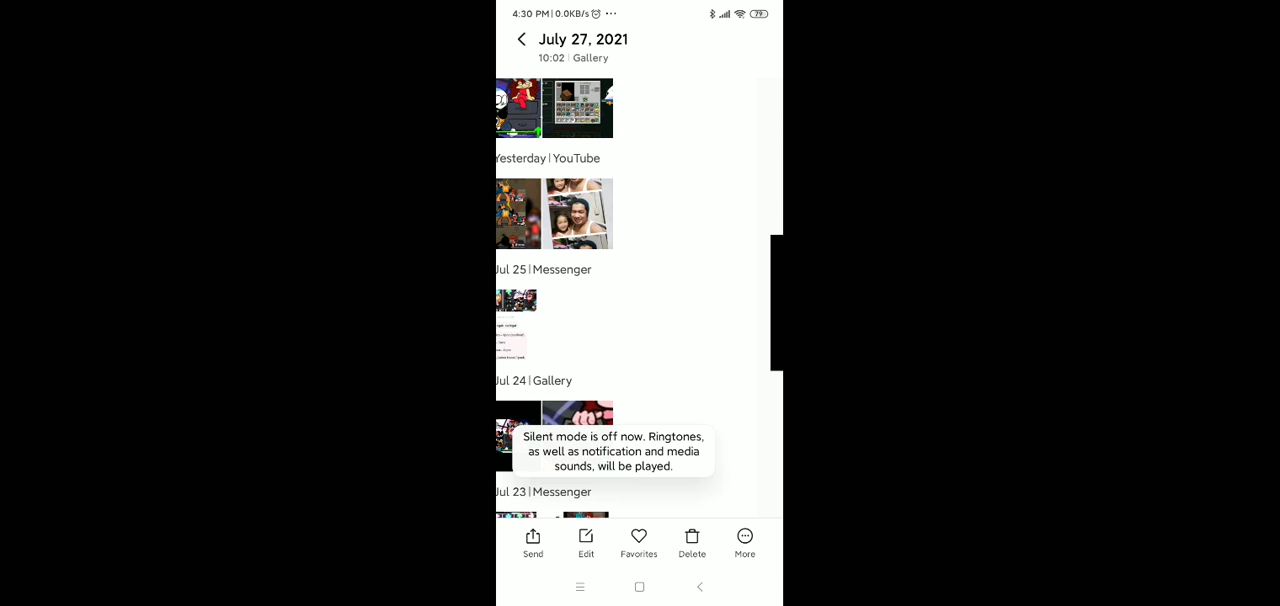 4:30 PM | 0.0KB/s ...
79
July 27, 2021
10:02 | Gallery
Yesterday | YouTube
Jul 25 | Messenger
Jul 24 | Gallery
Silent mode is off now. Ringtones,
as well as notification and media
sounds, will be played.
Jul 23 | Messenger
Send Edit Favorites Delete More